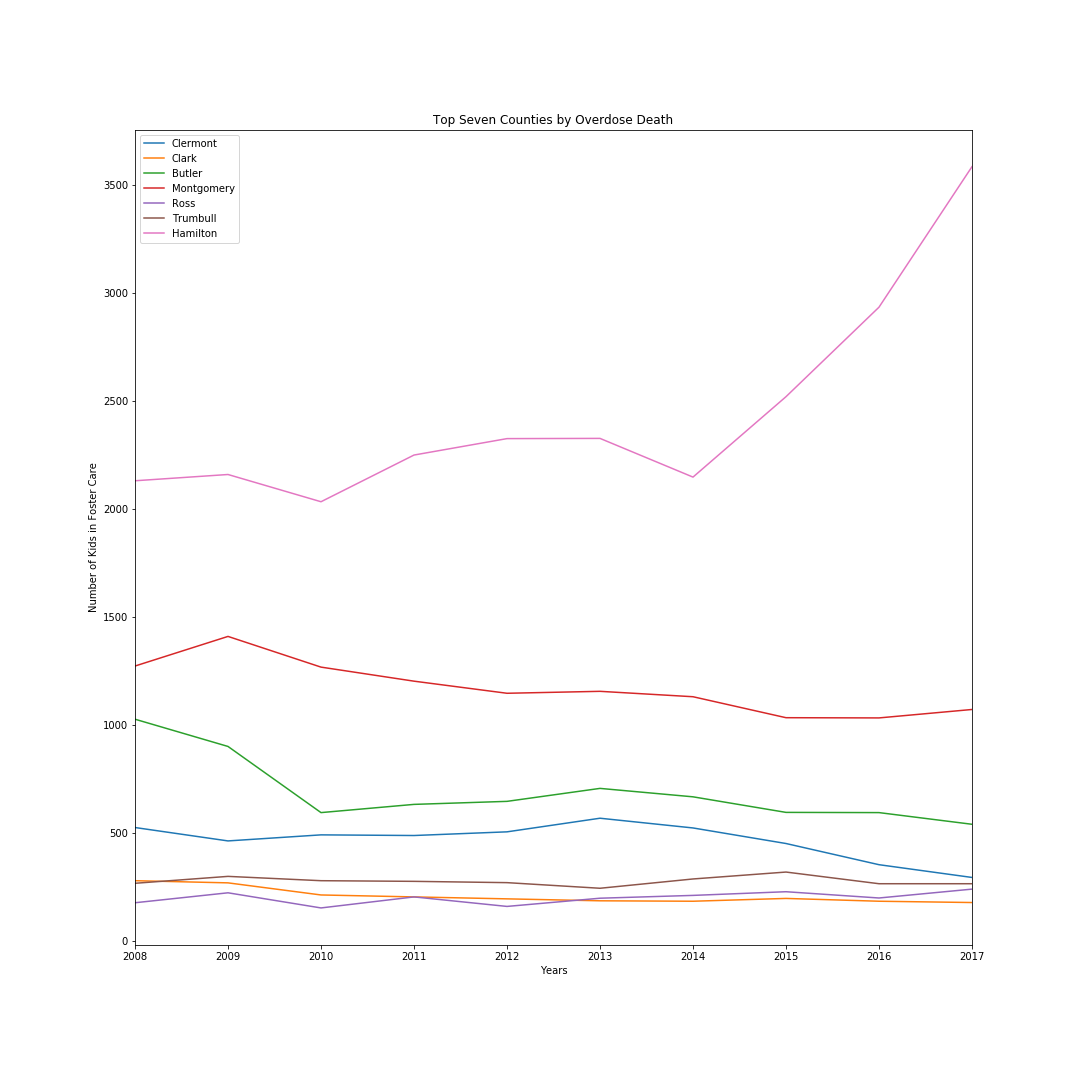 Top Seven Counties by Overdose Death
Clermont
Clark
Butler
Montgomery
Ross
Trumbull
Hamilton
Number of Kids in Foster Care
3500
3000
2500
2000
1500
1000
500
0
2008 2009 2010 2011 2012 2013 2014 2015 2016 2017
Years